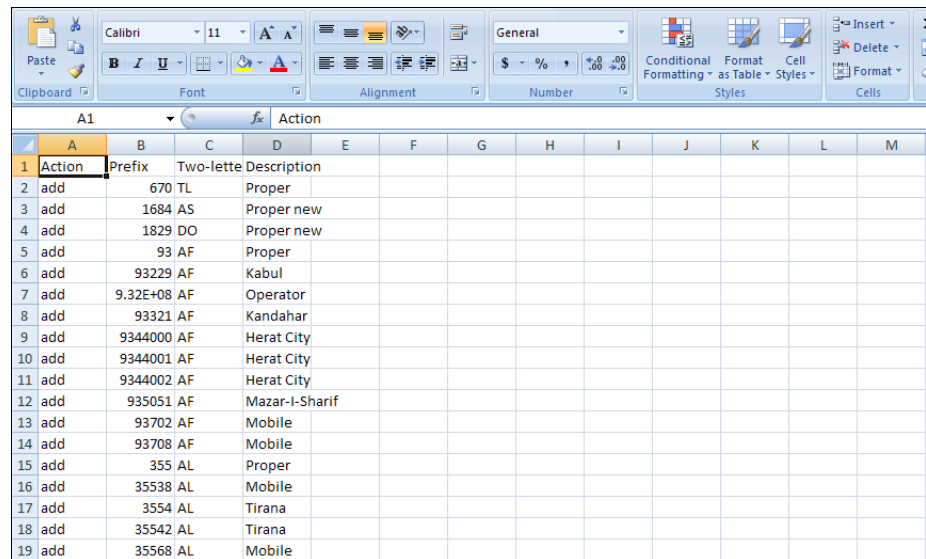 Calibri 11 A A General Insert
Paste B I U A $ % , .0 .00 .00 .0 Conditional Formatting Format as Table Cell Styles Delete
Format
Clipboard Font Alignment Number Styles Cells
A1 fx Action
A B C D E F G H I J K L M
1 Action Prefix Two-lette Description
2 add 670 TL Proper
3 add 1684 AS Proper new
4 add 1829 DO Proper new
5 add 93 AF Proper
6 add 93229 AF Kabul
7 add 9.32E+08 AF Operator
8 add 93321 AF Kandahar
9 add 9344000 AF Herat City
10 add 9344001 AF Herat City
11 add 9344002 AF Herat City
12 add 935051 AF Mazar-I-Sharif
13 add 93702 AF Mobile
14 add 93708 AF Mobile
15 add 355 AL Proper
16 add 35538 AL Mobile
17 add 3554 AL Tirana
18 add 35542 AL Tirana
19 add 35568 AL Mobile